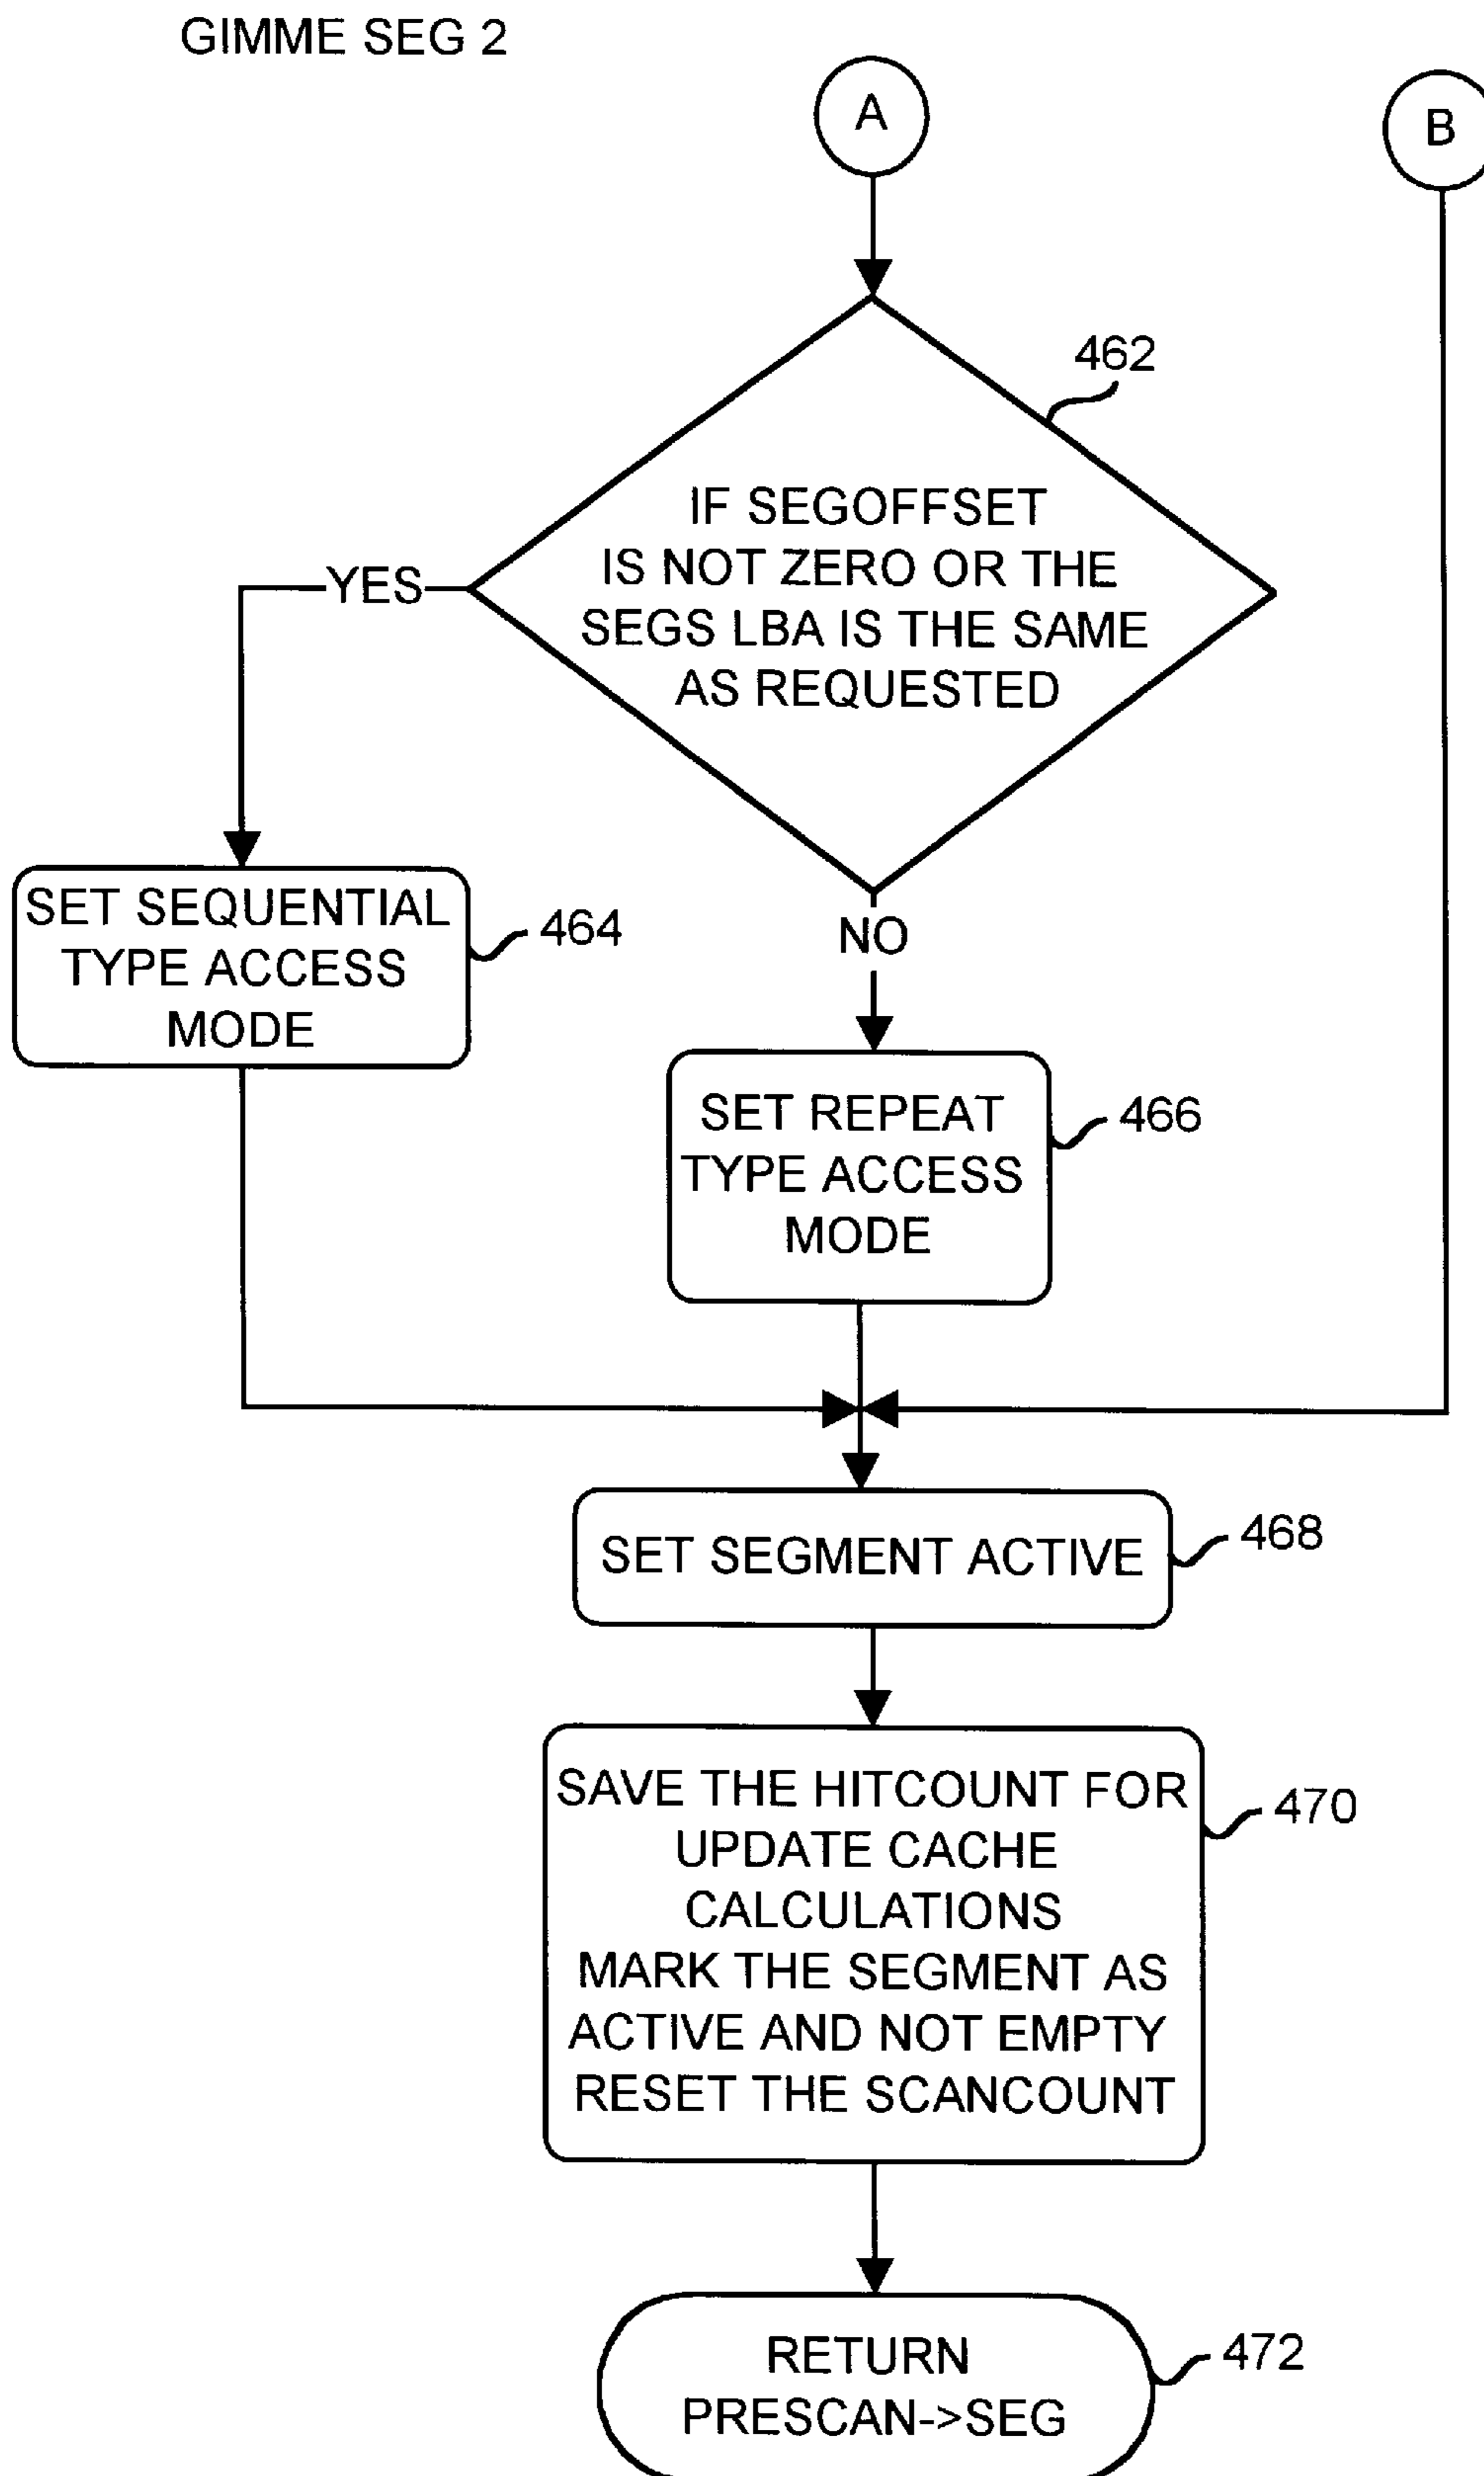 GIMME SEG 2
A
B
462
IF SEGOFFSET
IS NOT ZERO OR THE
SEGS LBA IS THE SAME
AS REQUESTED
YES
NO
SET SEQUENTIAL
TYPE ACCESS
MODE
464
SET REPEAT
TYPE ACCESS
MODE
466
SET SEGMENT ACTIVE
468
SAVE THE HITCOUNT FOR
UPDATE CACHE
CALCULATIONS
MARK THE SEGMENT AS
ACTIVE AND NOT EMPTY
RESET THE SCANCOUNT
470
RETURN
PRESCAN->SEG
472